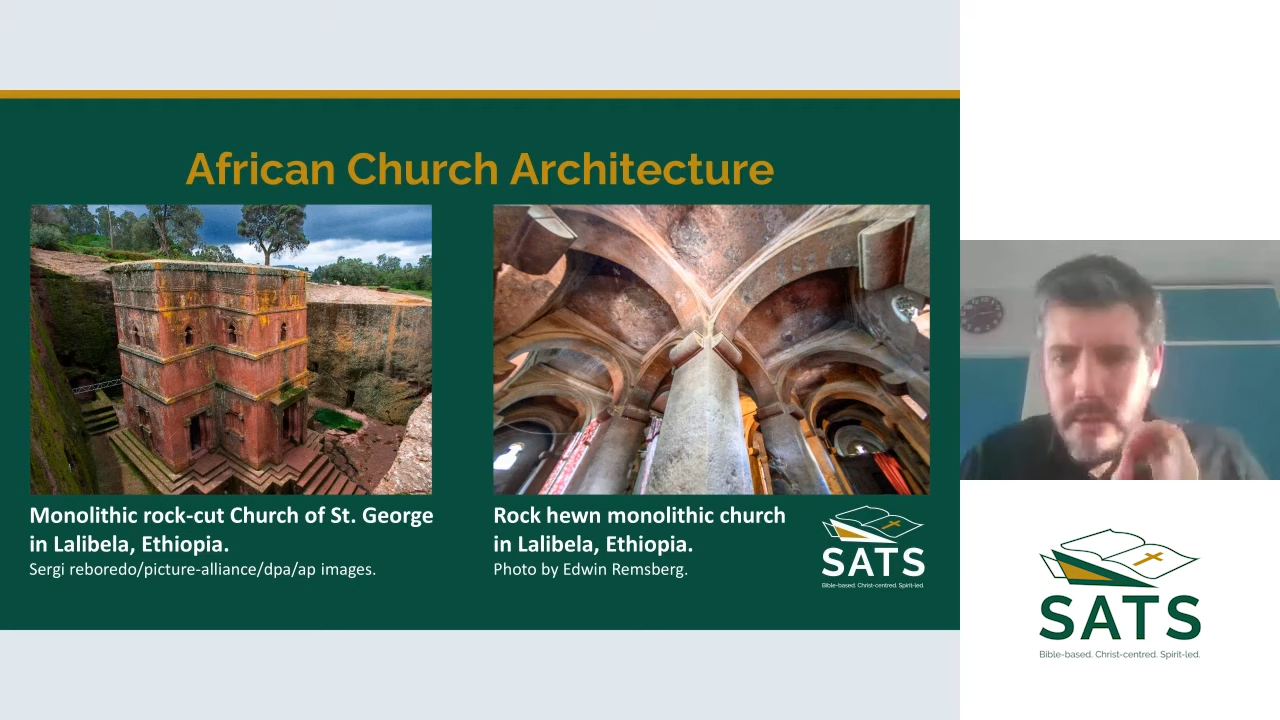 African Church Architecture
Monolithic rock-cut Church of St. George
in Lalibela, Ethiopia.
Sergi reboredo/picture-alliance/dpa/ap images.
Rock hewn monolithic church
in Lalibela, Ethiopia.
Photo by Edwin Remsberg.
SATS
Bible-based. Christ-centred. Spirit-led.
SATS
Bible-based. Christ-centred. Spirit-led.